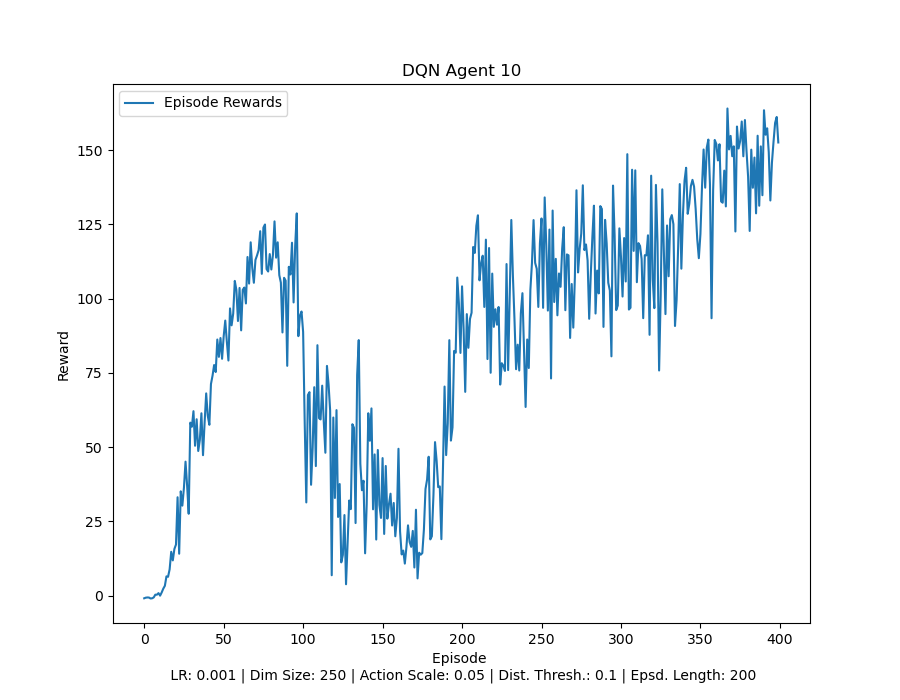 DQN Agent 10
Episode Rewards
150
125
100
75
50
25
0
Reward
0 50 100 150 200 250 300 350 400
Episode
LR: 0.001 | Dim Size: 250 | Action Scale: 0.05 | Dist. Thresh.: 0.1 | Epsd. Length: 200